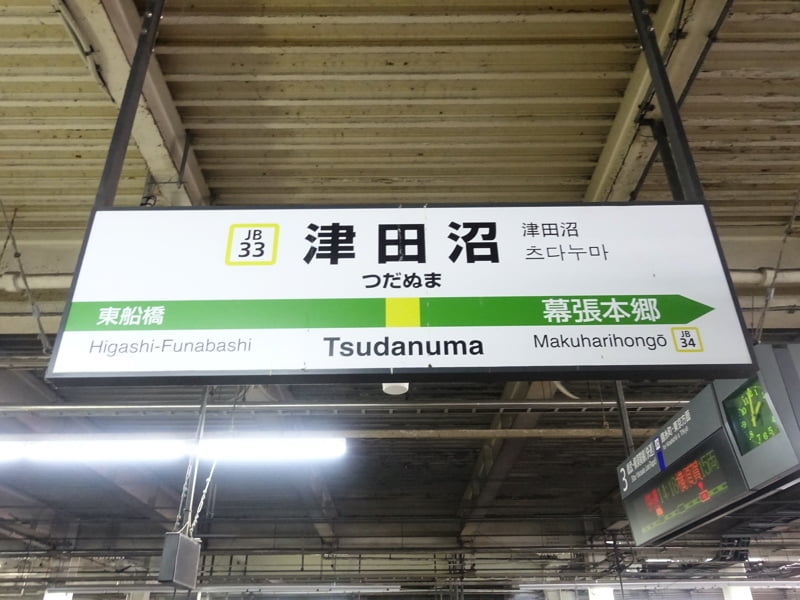 JB
33
津田沼
津田沼
츠다누마
つだぬま
東船橋
幕張本郷
Higashi-Funabashi
Tsudanuma
Makuharihongō
JB
34
3